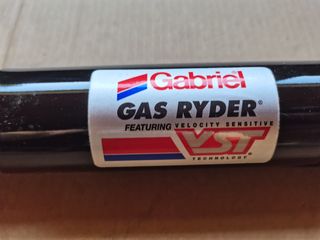 Gabriel
GAS RYDER®
FEATURING VELOCITY SENSITIVE
VST
TECHNOLOGY®